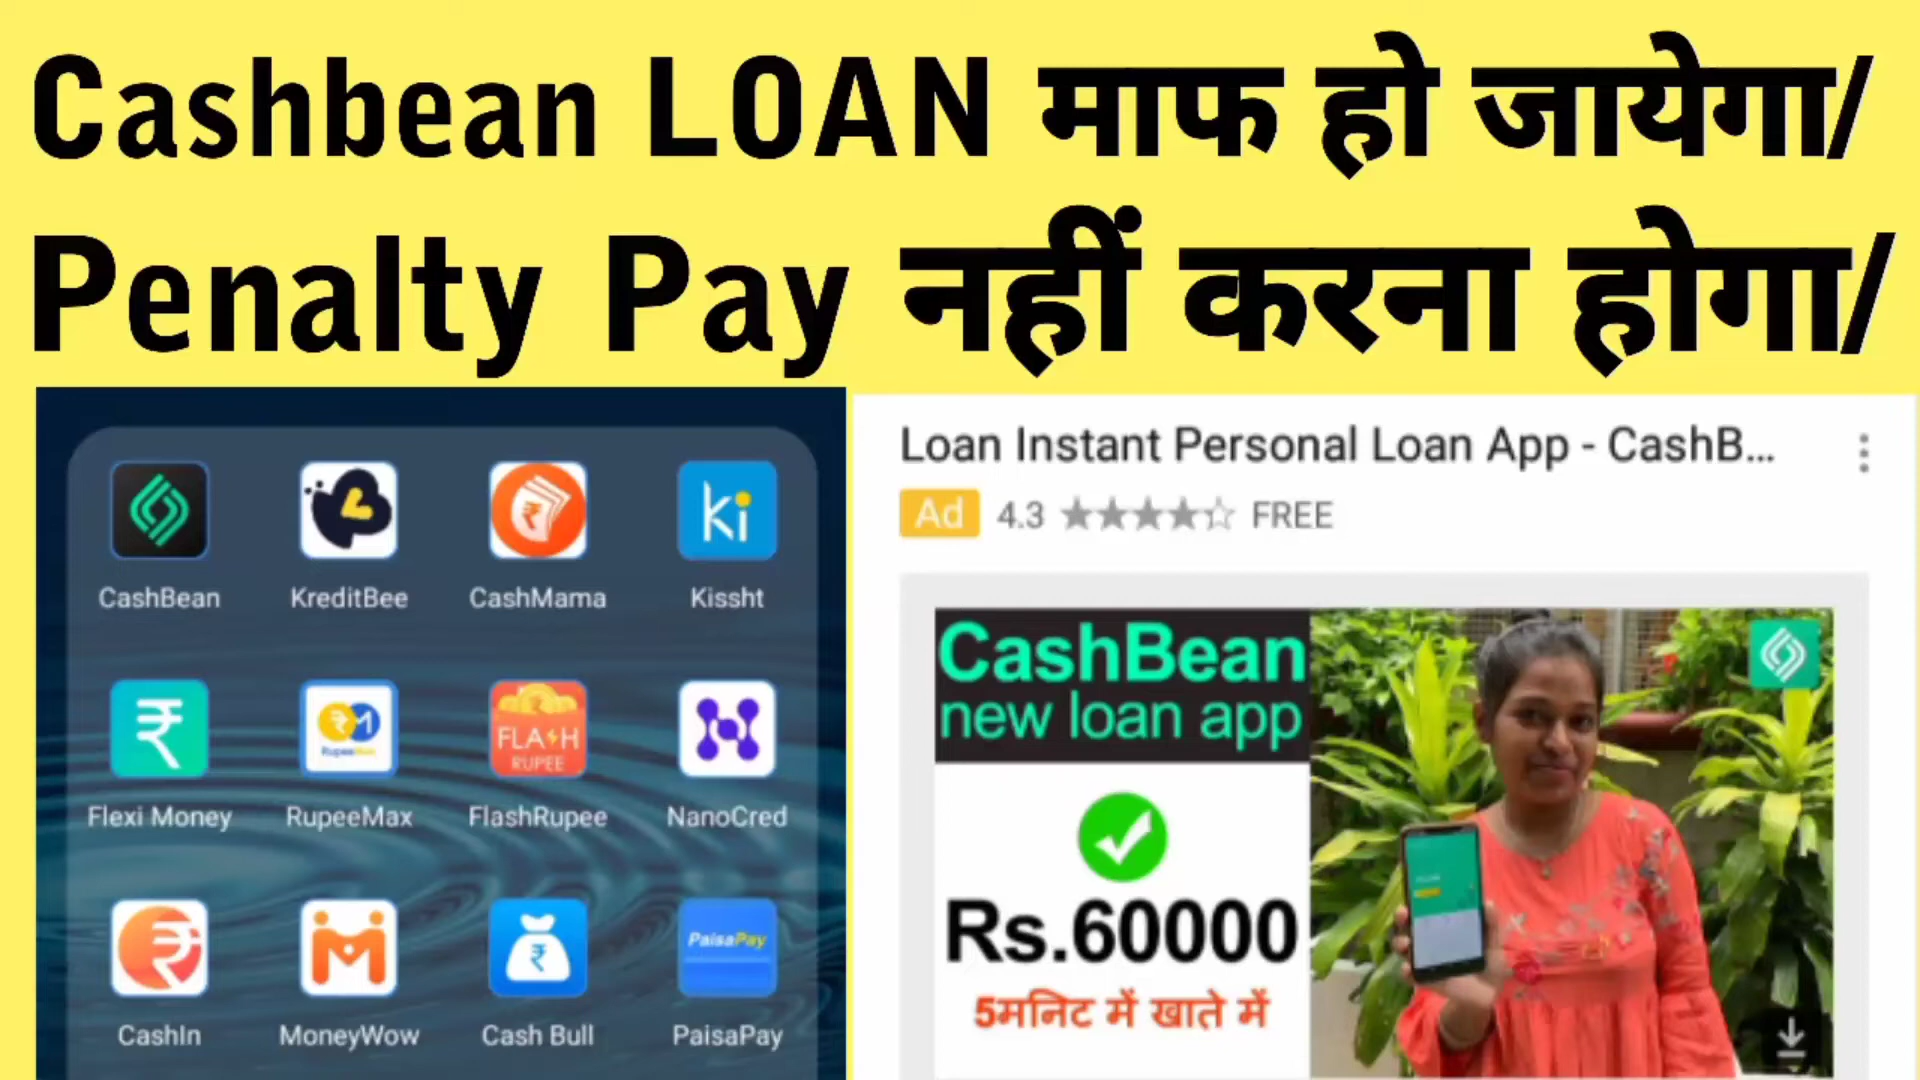 Cashbean LOAN माफ हो जायेगा/
Penalty Pay नहीं करना होगा/
CashBean KreditBee CashMama Kissht
Flexi Money RupeeMax FlashRupee NanoCred
CashIn MoneyWow Cash Bull PaisaPay
ki
FLASH
RUPEE
PaisaPay
Loan Instant Personal Loan App - CashB...
Ad 4.3 FREE
CashBean
new loan app
Rs.60000
5मनिट में खाते में